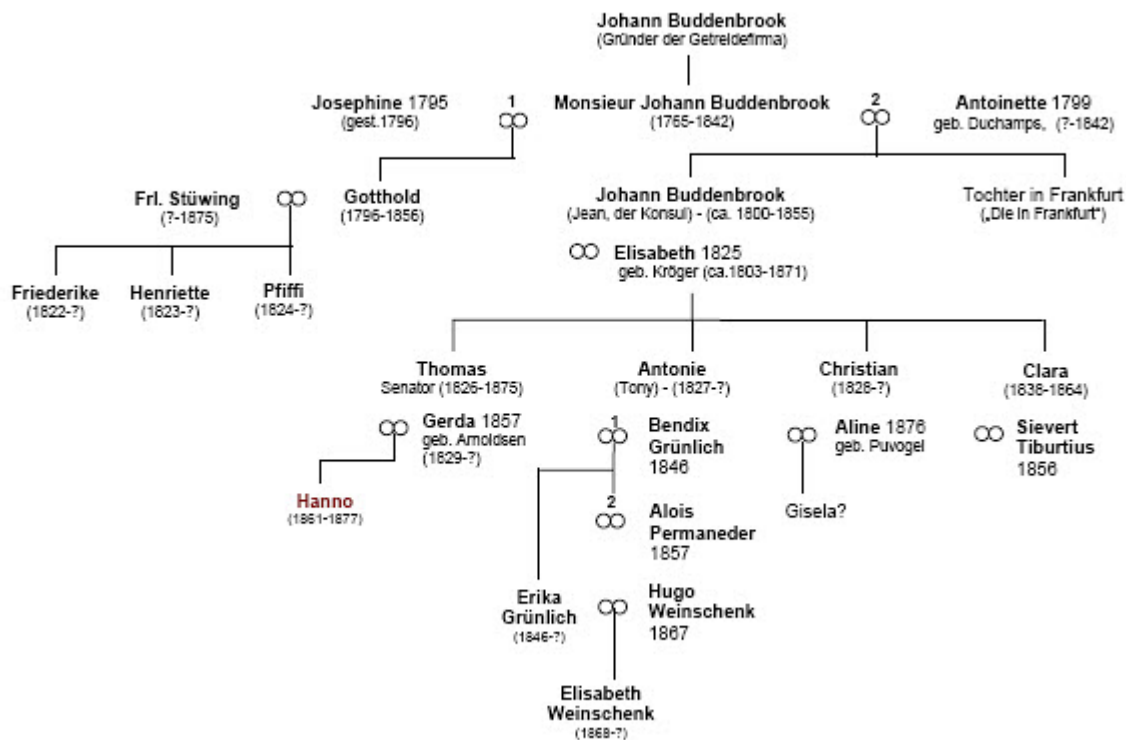 Johann Buddenbrook
(Gründer der Getreidefirma)
Josephine 1795
(gest.1796)
1
Monsieur Johann Buddenbrook
(1765-1842)
2
Antoinette 1799
geb. Duchamps, (?-1842)
Frl. Stüwing
(?-1875)
Gotthold
(1796-1856)
Johann Buddenbrook
(Jean, der Konsul) - (ca. 1800-1855)
Tochter in Frankfurt
(„Die in Frankfurt")
Elisabeth 1825
geb. Kröger (ca.1803-1871)
Friederike
(1822-?)
Henriette
(1823-?)
Pfiffi
(1824-?)
Thomas
Senator (1826-1875)
Antonie
(Tony) - (1827-?)
Christian
(1828-?)
Clara
(1838-1864)
Gerda 1857
geb. Arnoldsen
(1829-?)
1
Bendix
Grünlich
1846
Aline 1876
geb. Puvogel
Sievert
Tiburtius
1856
Hanno
(1861-1877)
2
Alois
Permaneder
1857
Gisela?
Erika
Grünlich
(1846-?)
Hugo
Weinschenk
1867
Elisabeth
Weinschenk
(1868-?)